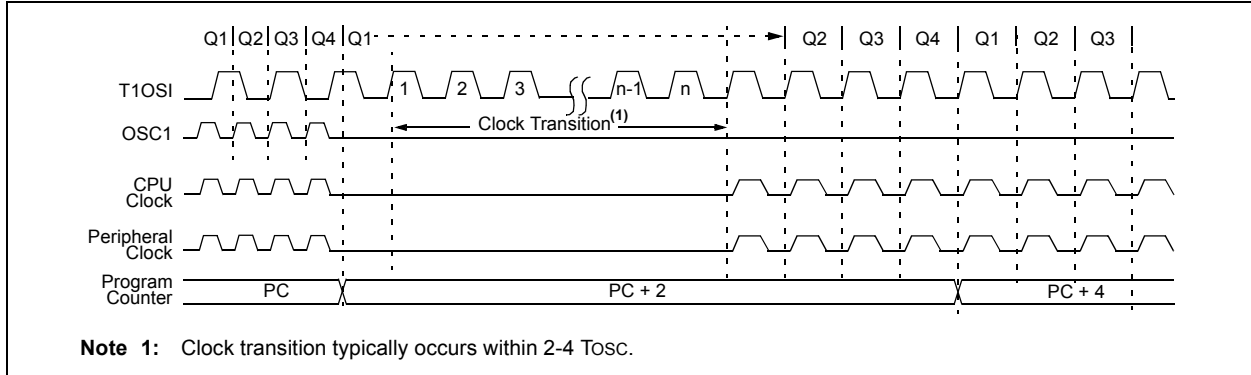 Q1 Q2 Q3 Q4 Q1 Q2 Q3 Q4 Q1 Q2 Q3
T1OSI 1 2 3 n-1 n
Clock Transition(1)
OSC1
CPU
Clock
Peripheral
Clock
Program
Counter
PC PC + 2 PC + 4
Note 1: Clock transition typically occurs within 2-4 TOSC.